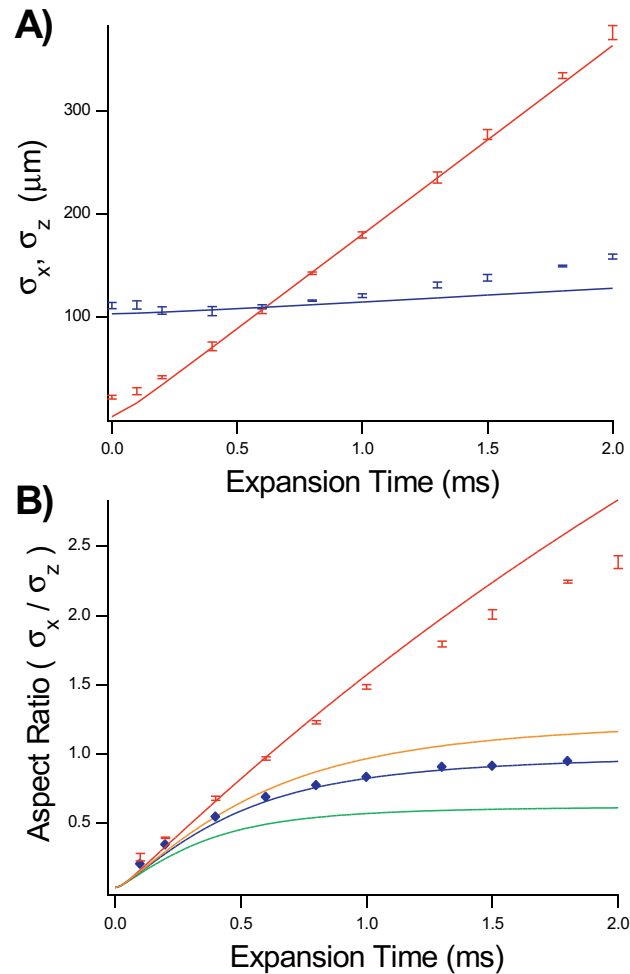 A)
300
200
100
σx, σz (μm)
0.0 0.5 1.0 1.5 2.0
Expansion Time (ms)
B)
2.5
2.0
1.5
1.0
0.5
Aspect Ratio ( σx / σz )
0.0 0.5 1.0 1.5 2.0
Expansion Time (ms)